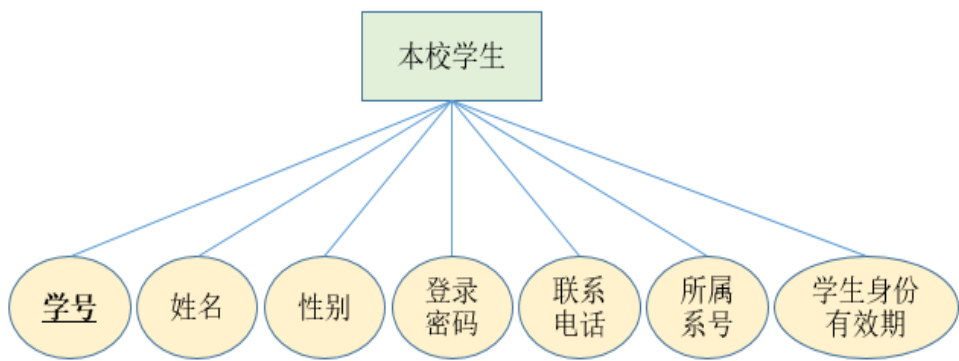 本校学生
学号
姓名
性别
登录
密码
联系
电话
所属
系号
学生身份
有效期